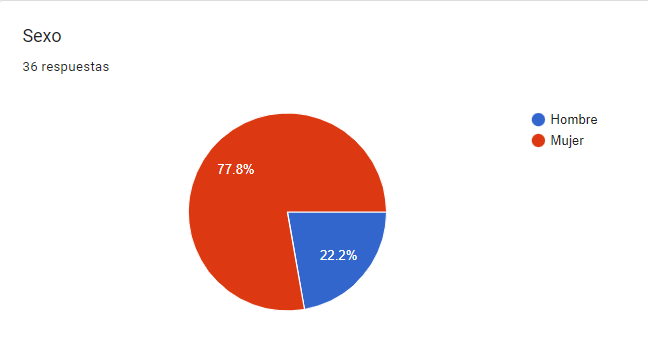 Sexo
36 respuestas
Hombre
Mujer
77.8%
22.2%